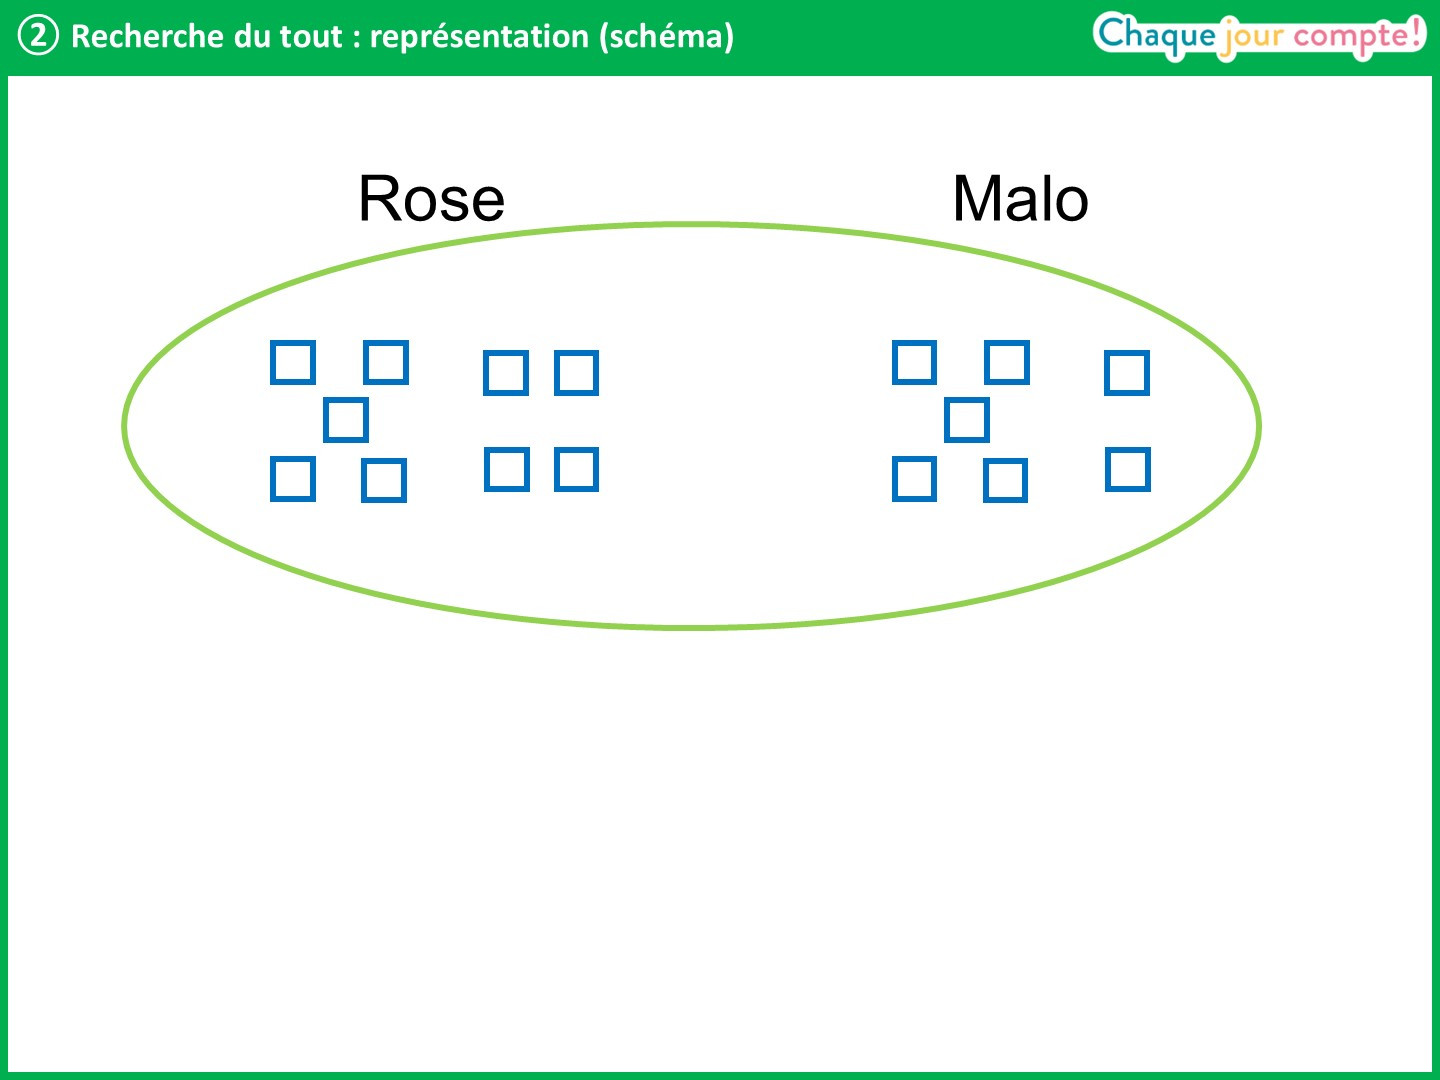 ② Recherche du tout : représentation (schéma)
Chaque jour compte!
Rose
Malo